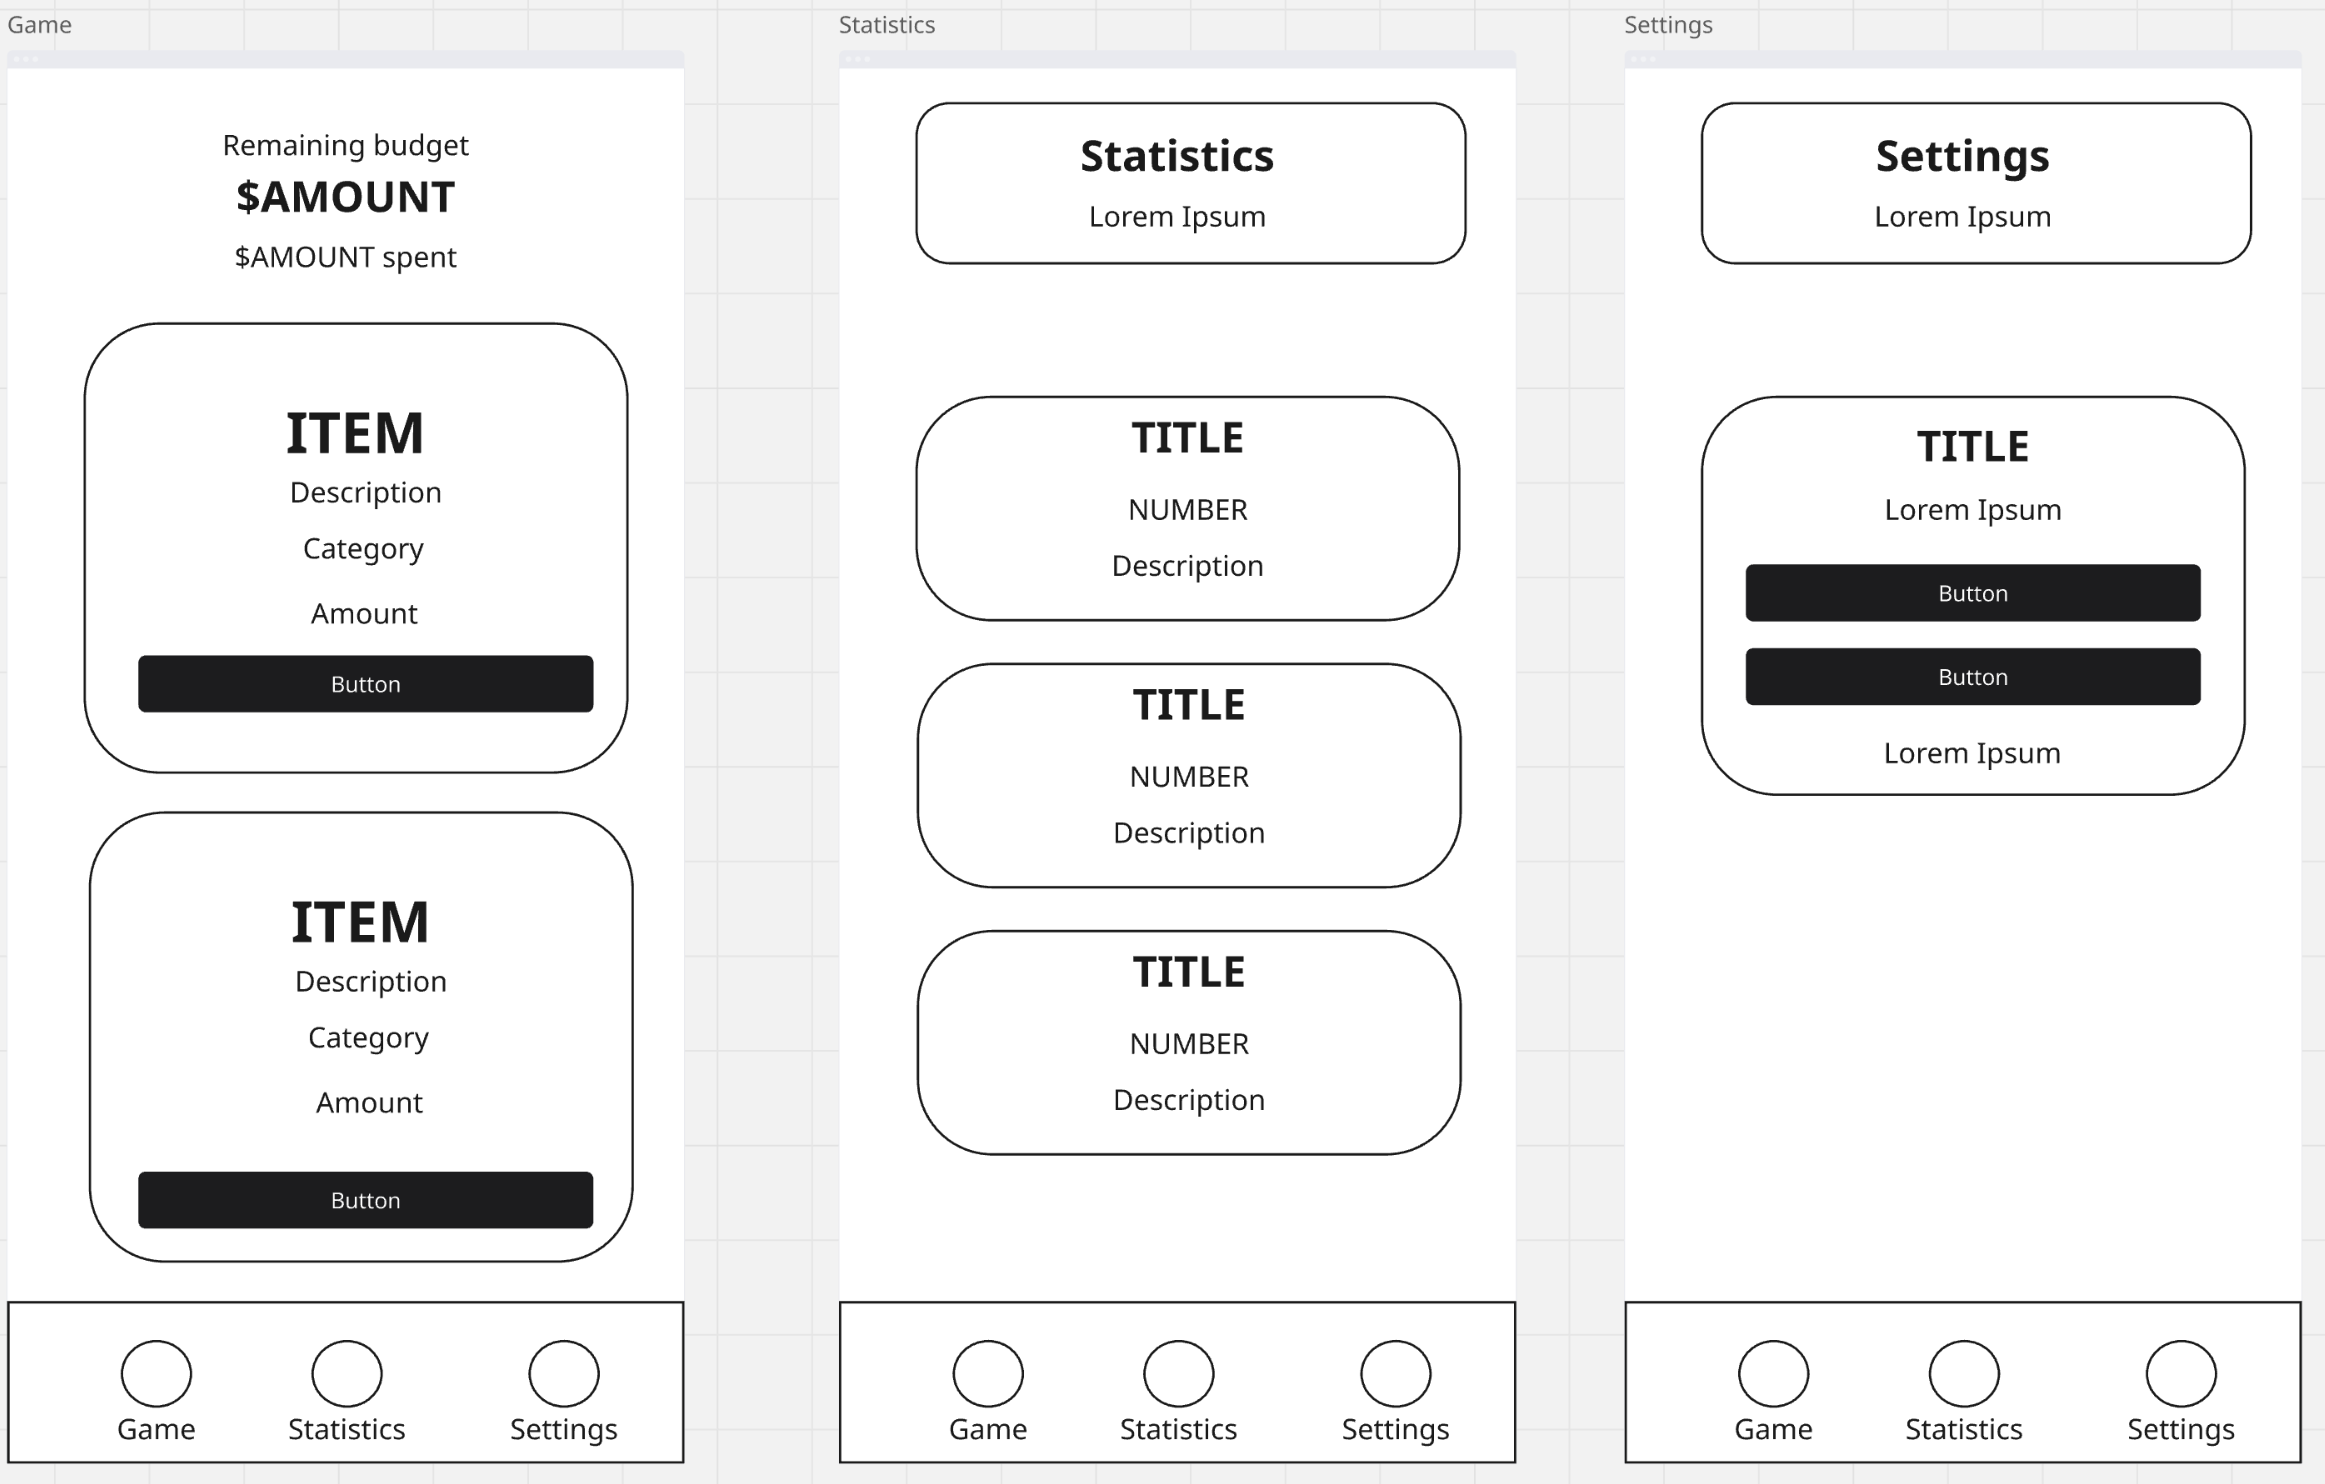 Game
Remaining budget
$AMOUNT
$AMOUNT spent
ITEM
Description
Category
Amount
Button
ITEM
Description
Category
Amount
Button
Game
Statistics
Settings
Statistics
Statistics
Lorem Ipsum
TITLE
NUMBER
Description
TITLE
NUMBER
Description
TITLE
NUMBER
Description
Game
Statistics
Settings
Settings
Settings
Lorem Ipsum
TITLE
Lorem Ipsum
Button
Button
Lorem Ipsum
Game
Statistics
Settings